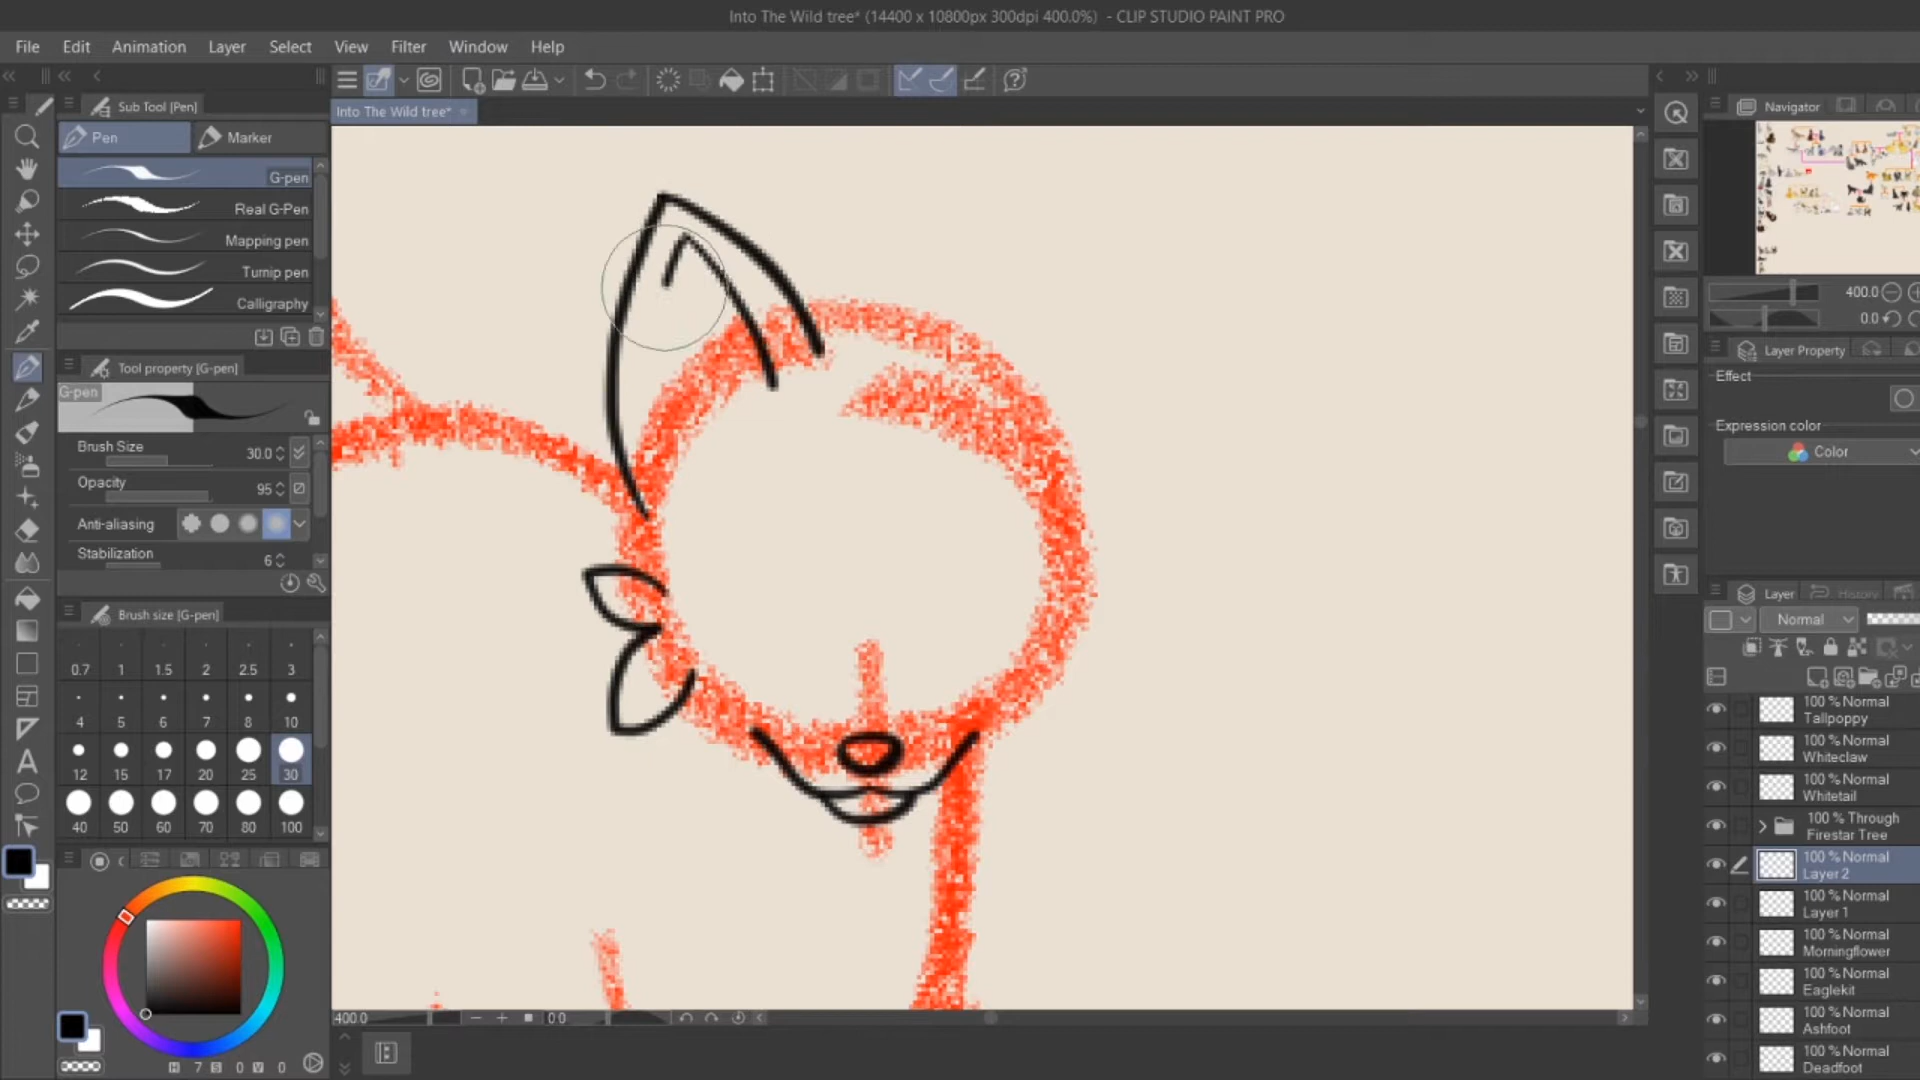 Into The Wild tree* (14400 x 10800px 300dpi 400.0%) - CLIP STUDIO PAINT PRO
File Edit Animation Layer Select View Filter Window Help
Sub Tool [Pen]
Pen
Marker
G-pen
Real G-Pen
Mapping pen
Turnip pen
Calligraphy
Tool property [G-pen]
G-pen
Brush Size 30.0
Opacity 95
Anti-aliasing
Stabilization 6
Brush size [G-pen]
0.7 1 1.5 2 2.5 3
4 5 6 7 8 10
12 15 17 20 25 30
40 50 60 70 80 100
H 7 S 0 V 0
Into The Wild tree*
400.0
0.0
Navigator
400.0
0.0
Layer Property
Effect
Expression color
Color
Layer
History
Normal
100 % Normal
Tallpoppy
100 % Normal
Whiteclaw
100 % Normal
Whitetail
100 % Through
Firestar Tree
100 % Normal
Layer 2
100 % Normal
Layer 1
100 % Normal
Morningflower
100 % Normal
Eaglekit
100 % Normal
Ashfoot
100 % Normal
Deadfoot